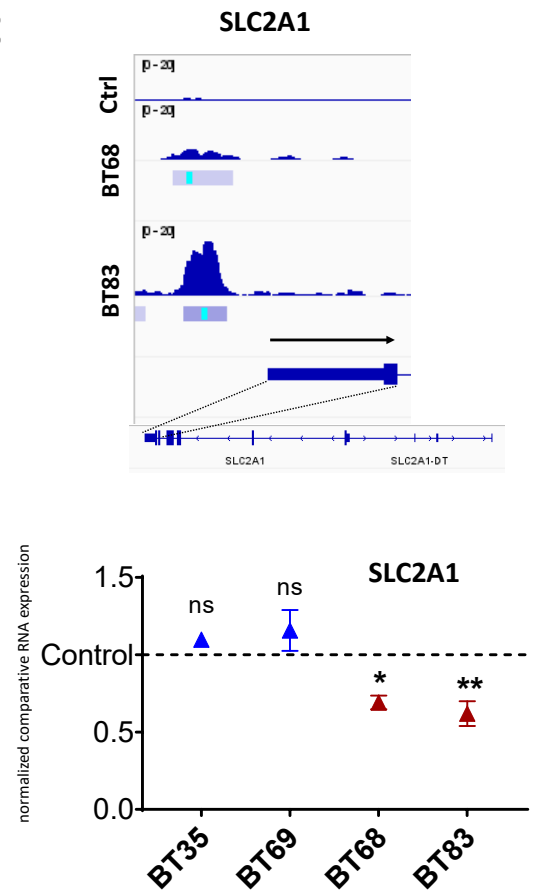 SLC2A1
Ctrl
[0 - 20]
[0 - 20]
BT68
[0 - 20]
BT83
SLC2A1
SLC2A1-DT
SLC2A1
normalized comparative RNA expression
1.5
Control
0.5
0.0
ns
ns
*
**
BT35
BT69
BT68
BT83